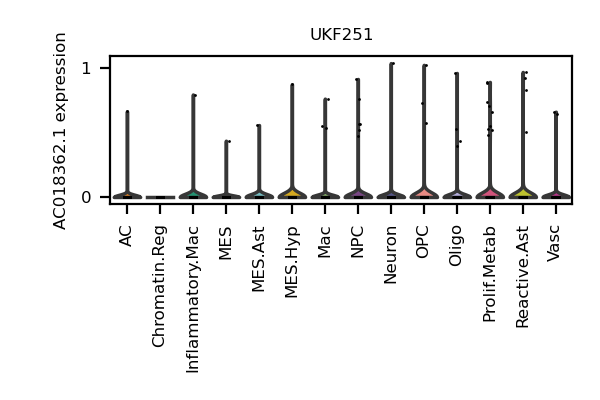 UKF251
AC018362.1 expression
1
0
AC
Chromatin.Reg
Inflammatory.Mac
MES
MES.Ast
MES.Hyp
Mac
NPC
Neuron
OPC
Oligo
Prolif.Metab
Reactive.Ast
Vasc